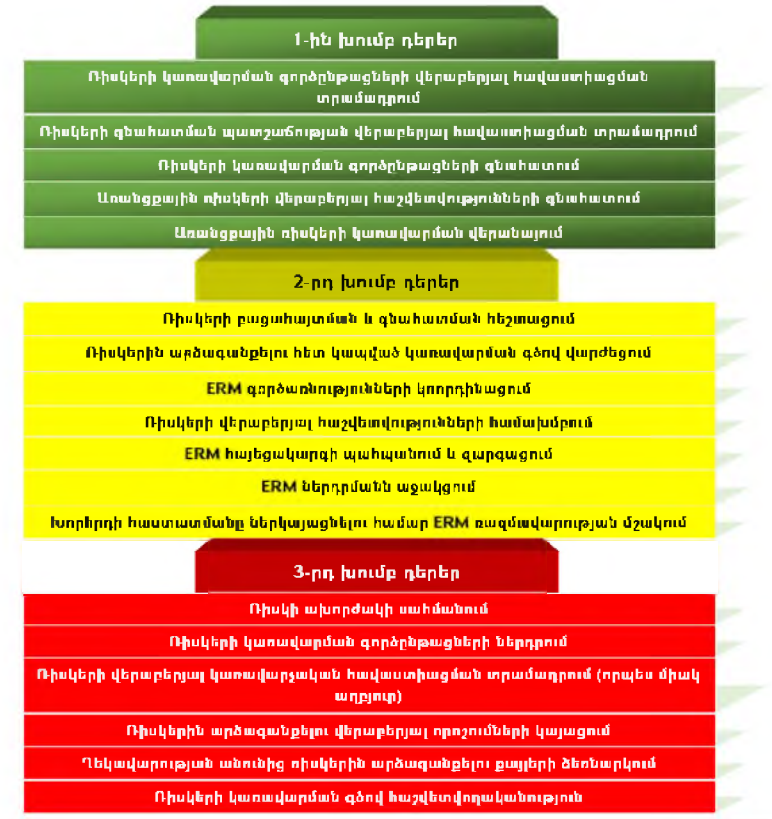 1-ին խումբ դերեր
Ռիսկերի կառավարման գործընթացների վերաբերյալ հավաստիացման
տրամադրում
Ռիսկերի գնահատման պատշաճության վերաբերյալ հավաստիացման տրամադրում
Ռիսկերի կառավարման գործընթացների գնահատում
Առանցքային ռիսկերի վերաբերյալ հաշվետվությունների գնահատում
Առանցքային ռիսկերի կառավարման վերանայում
2-րդ խումբ դերեր
Ռիսկերի բացահայտման և գնահատման հեշտացում
Ռիսկերին արձագանքելու հետ կապված կառավարման գծով վարժեցում
ERM գործառնությունների կոորդինացում
Ռիսկերի վերաբերյալ հաշվետվությունների համախմբում
ERM հայեցակարգի պահպանում և զարգացում
ERM ներդրմանն աջակցում
Խորհրդի հաստատմանը ներկայացնելու համար ERM ռազմավարության մշակում
3-րդ խումբ դերեր
Ռիսկի ախորժակի սահմանում
Ռիսկերի կառավարման գործընթացների ներդրում
Ռիսկերի վերաբերյալ կառավարչական հավաստիացման տրամադրում (որպես միակ
աղբյուր)
Ռիսկերին արձագանքելու վերաբերյալ որոշումների կայացում
Ղեկավարության անունից ռիսկերին արձագանքելու քայլերի ձեռնարկում
Ռիսկերի կառավարման գծով հաշվետվողականություն